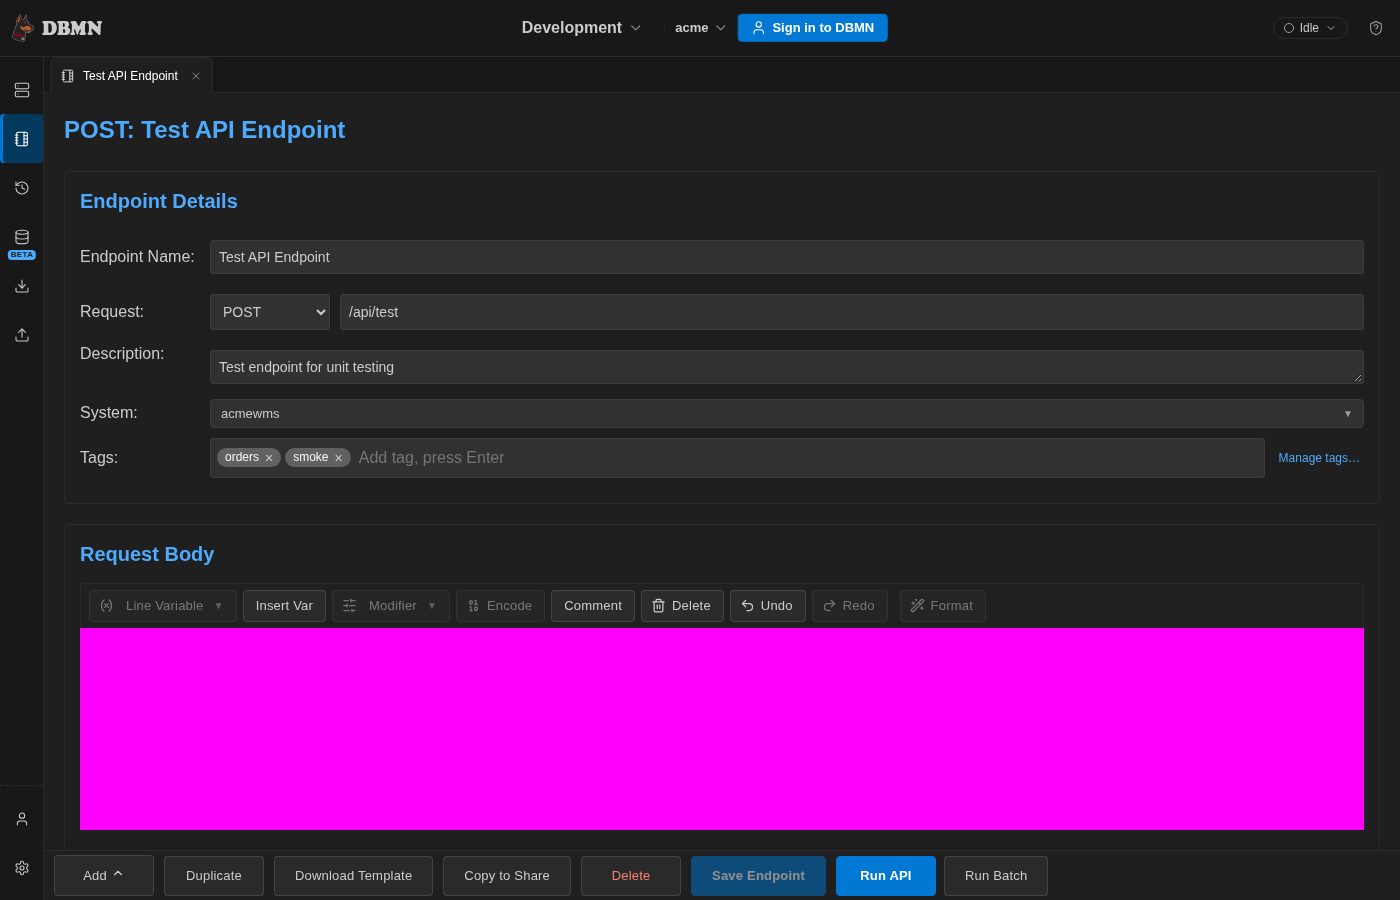 DBMN
Development
acme
Sign in to DBMN
Idle
Test API Endpoint
POST: Test API Endpoint
Endpoint Details
Endpoint Name:
Test API Endpoint
Request:
POST
/api/test
Description:
Test endpoint for unit testing
System:
acmewms
Tags:
orders × smoke × Add tag, press Enter
Manage tags…
BETA
Request Body
Line Variable
Insert Var
Modifier
Encode
Comment
Delete
Undo
Redo
Format
Add
Duplicate
Download Template
Copy to Share
Delete
Save Endpoint
Run API
Run Batch